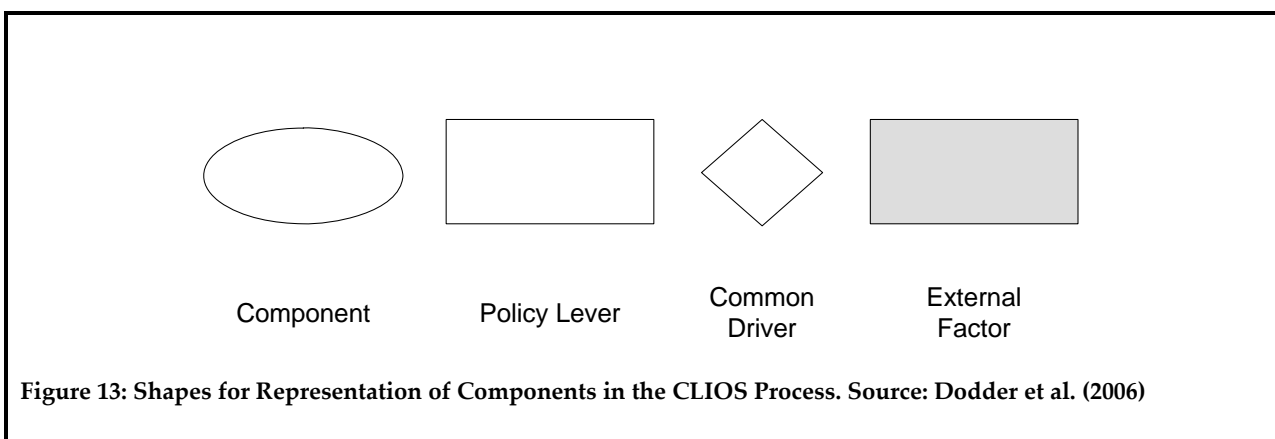 Component
Policy Lever
Common
Driver
External
Factor
Figure 13: Shapes for Representation of Components in the CLIOS Process. Source: Dodder et al. (2006)